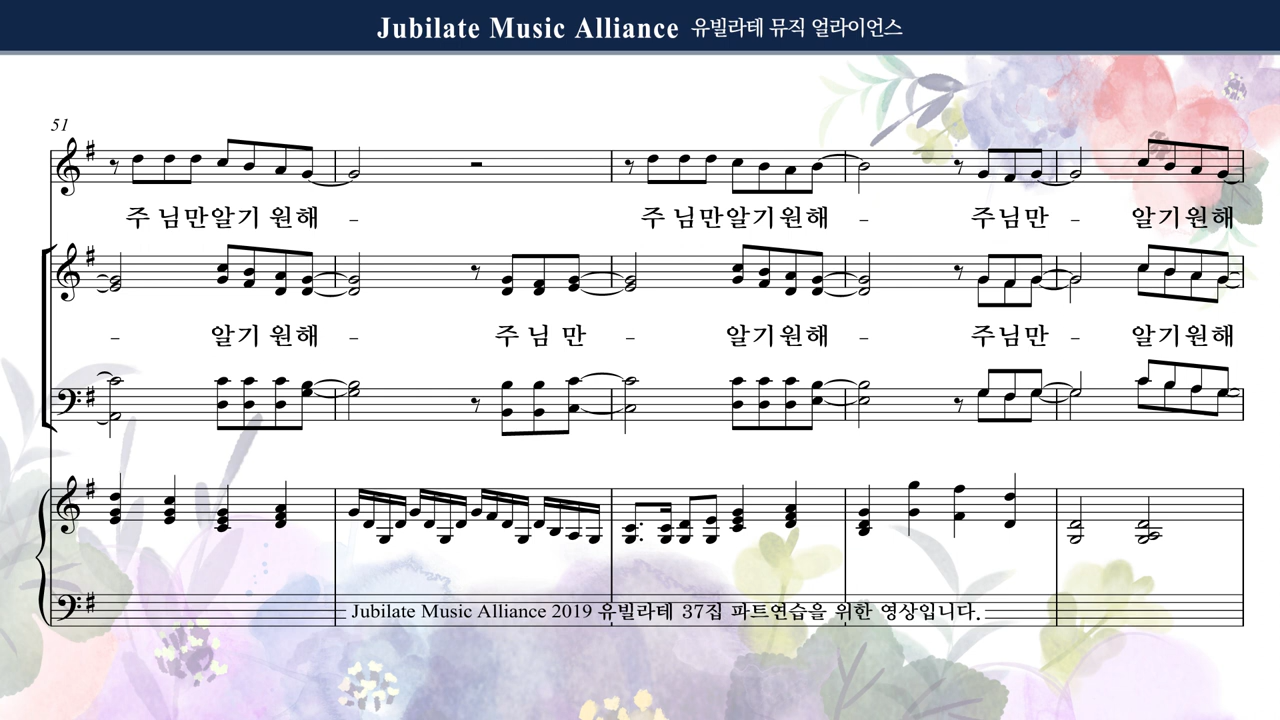 Jubilate Music Alliance 유빌라테 뮤직 얼라이언스
51
주 님만알기 원해 – 주 님만알기원해 – 주님만 – 알기원해
– 알기 원해 – 주 님 만 – 알기원해 – 주님만 – 알기원해
Jubilate Music Alliance 2019 유빌라테 37집 파트연습을 위한 영상입니다.